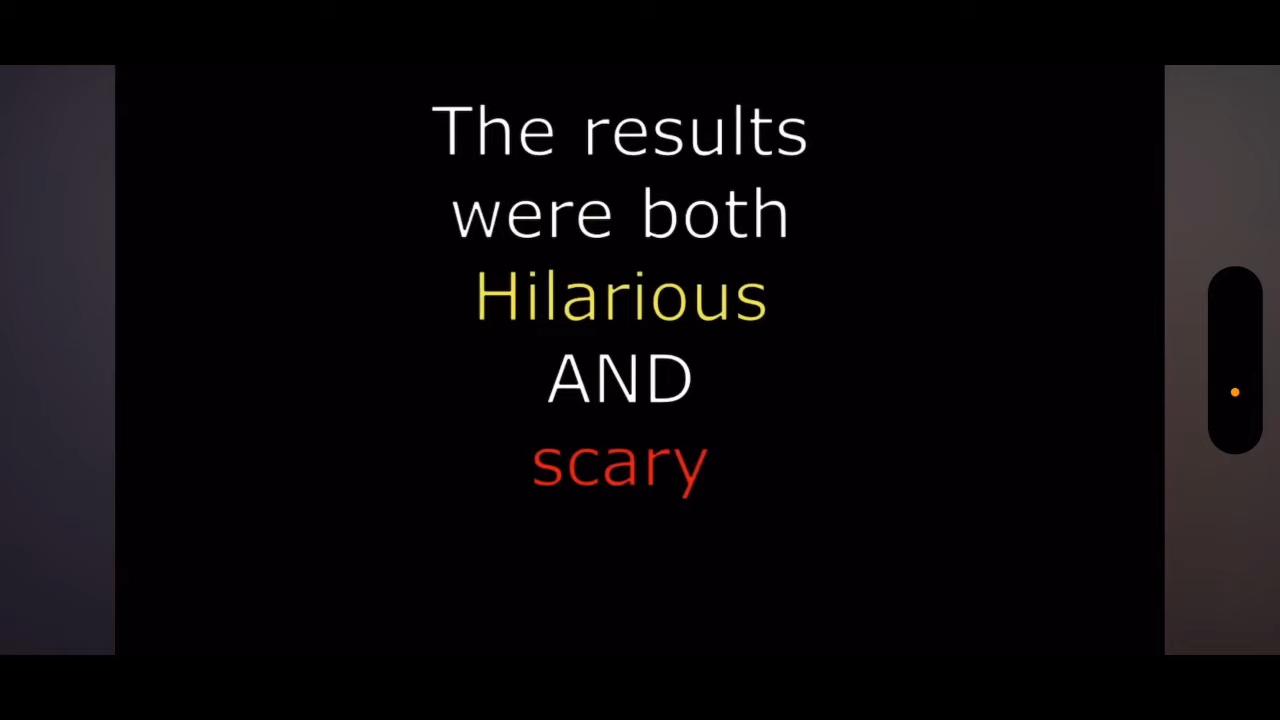 The results
were both
Hilarious
AND
scary